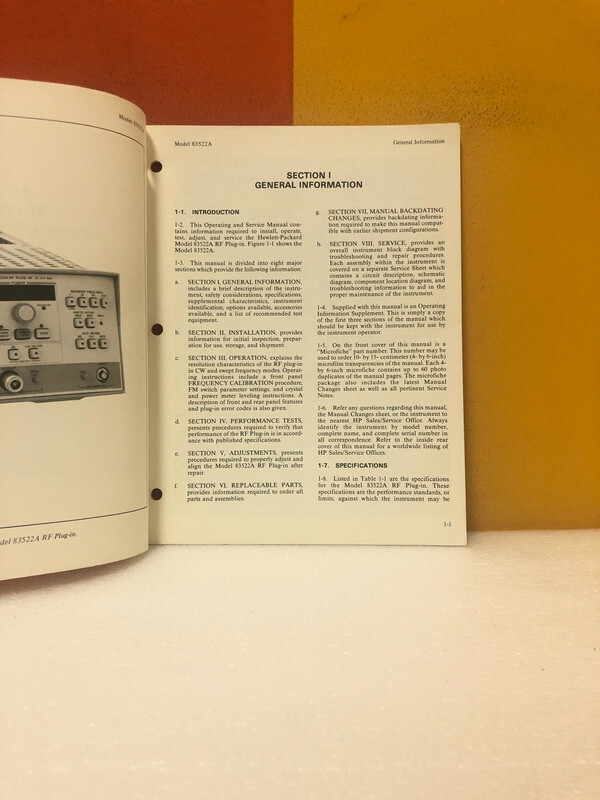 Model 83522A
del 83522A RF Plug-in.
Model 83522A
General Information
SECTION I
GENERAL INFORMATION
1-1. INTRODUCTION
1-2. This Operating and Service Manual con-
tains information required to install, operate,
test, adjust, and service the Hewlett-Packard
Model 83522A RF Plug-in. Figure 1-1 shows the
Model 83522A.
1-3. This manual is divided into eight major
sections which provide the following information:
a. SECTION I, GENERAL INFORMATION,
includes a brief description of the instru-
ment, safety considerations, specifications,
supplemental characteristics, instrument
identification, options available, accessories
available, and a list of recommended test
equipment.
b. SECTION II, INSTALLATION, provides
information for initial inspection, prepar-
ation for use, storage, and shipment.
c. SECTION III, OPERATION, explains the
resolution characteristics of the RF plug-in
in CW and swept frequency modes. Operat-
ing instructions include a front panel
FREQUENCY CALIBRATION procedure,
FM switch parameter settings, and crystal
and power meter leveling instructions. A
description of front and rear panel features
and plug-in error codes is also given.
d. SECTION IV, PERFORMANCE TESTS,
presents procedures required to verify that
performance of the RF Plug-in is in accord-
ance with published specifications.
e. SECTION V, ADJUSTMENTS, presents
procedures required to properly adjust and
align the Model 83522A RF Plug-in after
repair.
f. SECTION VI, REPLACEABLE PARTS,
provides information required to order all
parts and assemblies.
g. SECTION VII, MANUAL BACKDATING
CHANGES, provides backdating informa-
tion required to make this manual compat-
ible with earlier shipment configurations.
h. SECTION VIII, SERVICE, provides an
overall instrument block diagram with
troubleshooting and repair procedures.
Each assembly within the instrument is
covered on a separate Service Sheet which
contains a circuit description, schematic
diagram, component location diagram, and
troubleshooting information to aid in the
proper maintenance of the instrument.
1-4. Supplied with this manual is an Operating
Information Supplement. This is simply a copy
of the first three sections of the manual which
should be kept with the instrument for use by
the instrument operator.
1-5. On the front cover of this manual is a
"Microfiche" part number. This number may be
used to order 10- by 15- centimeter (4- by 6-inch)
microfilm transparencies of the manual. Each 4-
by 6-inch microfiche contains up to 60 photo
duplicates of the manual pages. The microfiche
package also includes the latest Manual
Changes sheet as well as all pertinent Service
Notes.
1-6. Refer any questions regarding this manual,
the Manual Changes sheet, or the instrument to
the nearest HP Sales/Service Office. Always
identify the instrument by model number,
complete name, and complete serial number in
all correspondence. Refer to the inside rear
cover of this manual for a worldwide listing of
HP Sales/Service Offices.
1-7. SPECIFICATIONS
1-8. Listed in Table 1-1 are the specifications
for the Model 83522A RF Plug-in. These
specifications are the performance standards, or
limits, against which the instrument may be
1-1